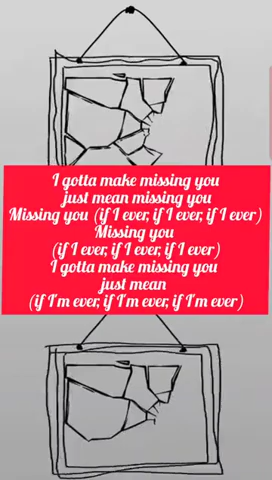 I gotta make missing you
just mean missing you
Missing you (if I ever, if I ever, if I ever)
Missing you
(if I ever, if I ever, if I ever)
I gotta make missing you
just mean
(if I'm ever, if I'm ever, if I'm ever)